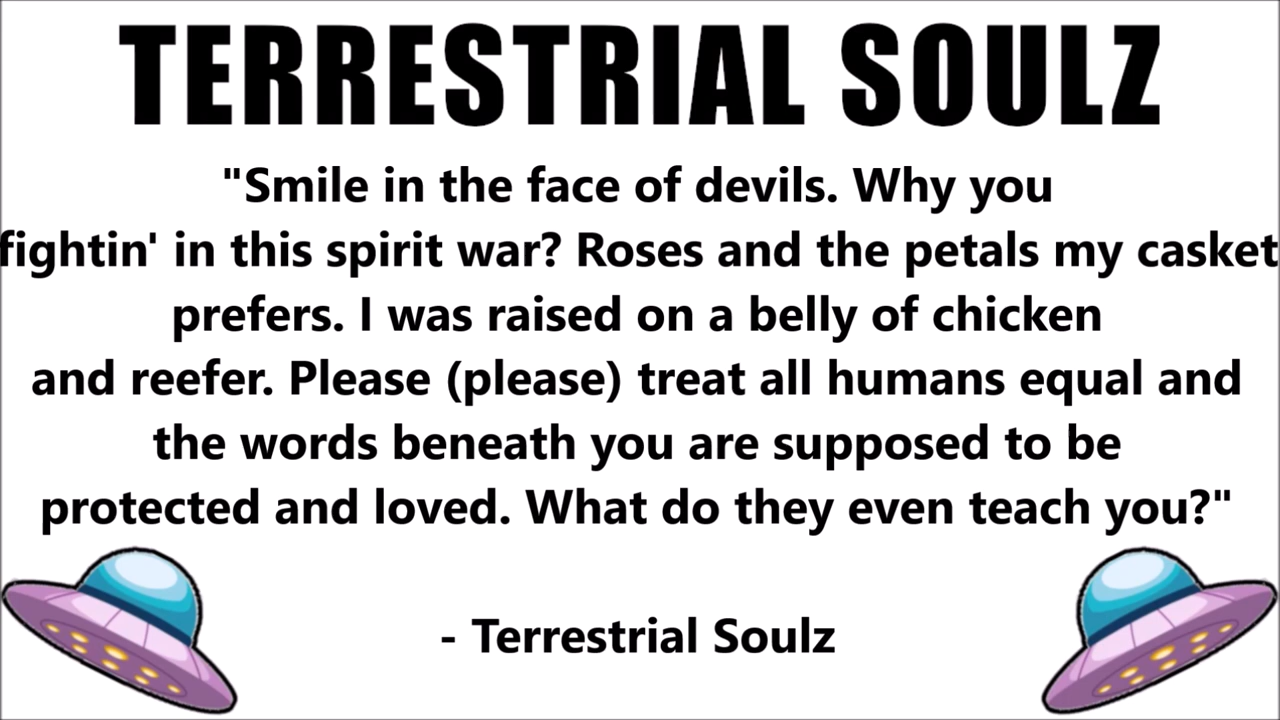 TERRESTRIAL SOULZ
"Smile in the face of devils. Why you
fightin' in this spirit war? Roses and the petals my casket
prefers. I was raised on a belly of chicken
and reefer. Please (please) treat all humans equal and
the words beneath you are supposed to be
protected and loved. What do they even teach you?"
- Terrestrial Soulz